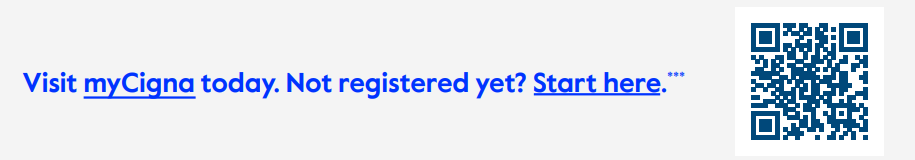 Visit myCigna today. Not registered yet? Start here.***